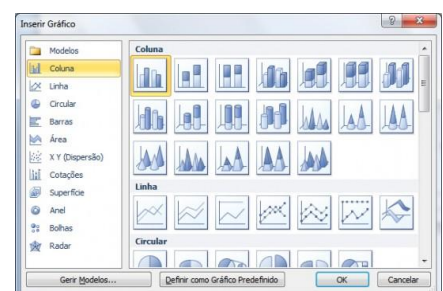 Inserir Gráfico
Modelos
Coluna
Linha
Circular
Barras
Área
X Y (Dispersão)
Cotações
Superfície
Anel
Bolhas
Radar
Coluna
Linha
Circular
Gerir Modelos...
Definir como Gráfico Predefinido
OK
Cancelar